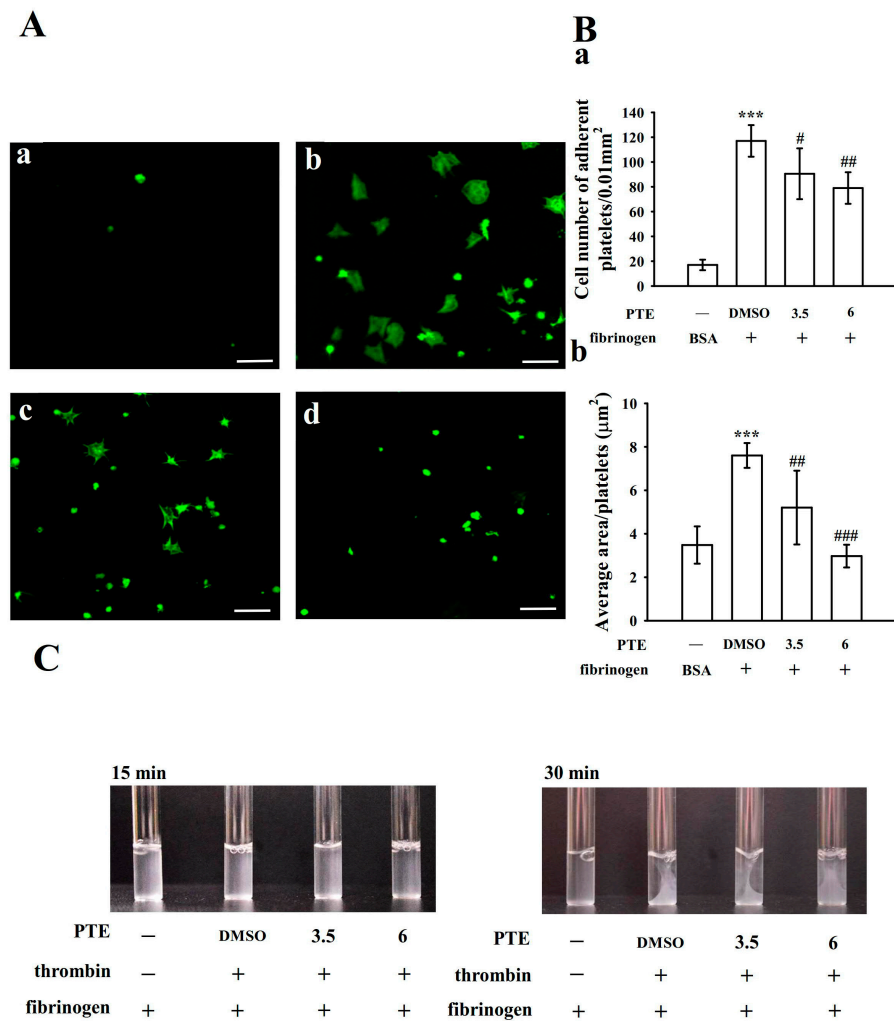 A
B
a
a
b
140
120
100
80
60
40
20
0
Cell number of adherent
platelets/0.01mm²
***
#
##
PTE — DMSO 3.5 6
fibrinogen BSA + + +
c
d
b
10
8
6
4
2
0
Average area/platelets (μm²)
***
##
###
PTE — DMSO 3.5 6
fibrinogen BSA + + +
C
15 min
PTE — DMSO 3.5 6
thrombin — + + +
fibrinogen + + + +
30 min
PTE — DMSO 3.5 6
thrombin — + + +
fibrinogen + + + +